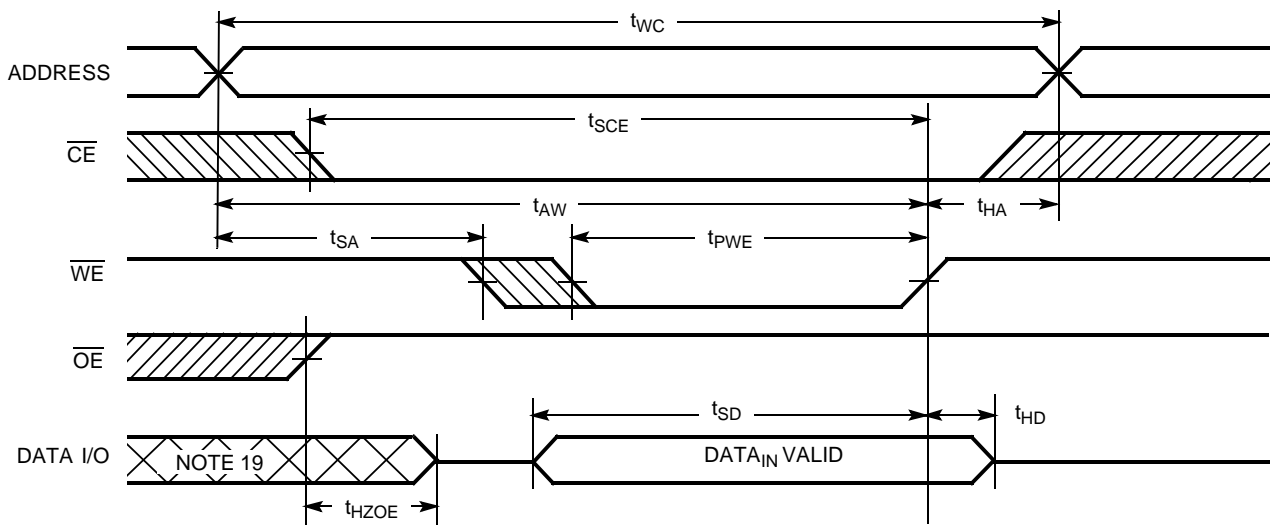 tWC
ADDRESS
tSCE
CE
tAW
tHA
tSA
tPWE
WE
OE
tSD
tHD
DATA I/O
NOTE 19
DATAIN VALID
tHZOE